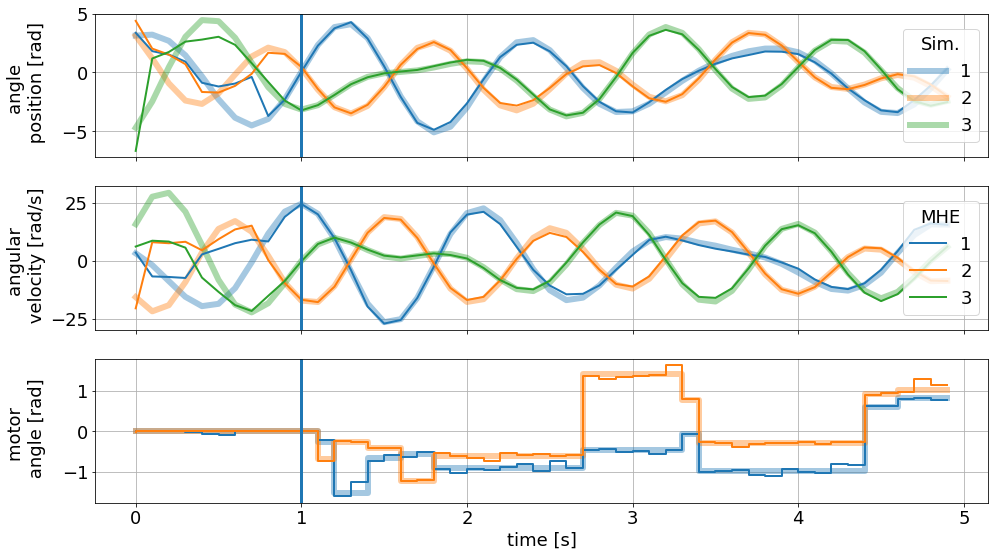 angle
position [rad]
5
0
−5
Sim.
1
2
3
angular
velocity [rad/s]
25
0
−25
MHE
1
2
3
motor
angle [rad]
1
0
−1
0
1
2
3
4
5
time [s]